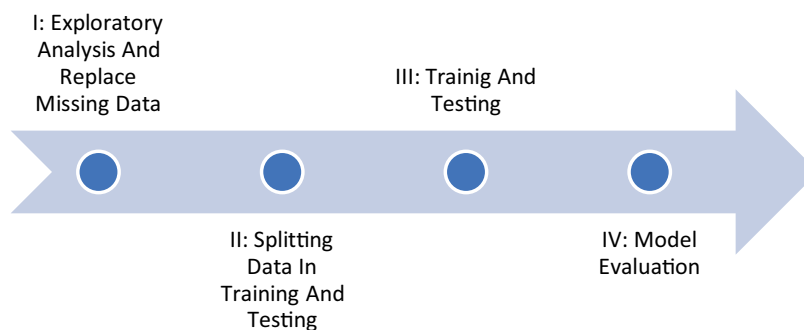 I: Exploratory
Analysis And
Replace
Missing Data
II: Splitting
Data In
Training And
Testing
III: Trainig And
Testing
IV: Model
Evaluation